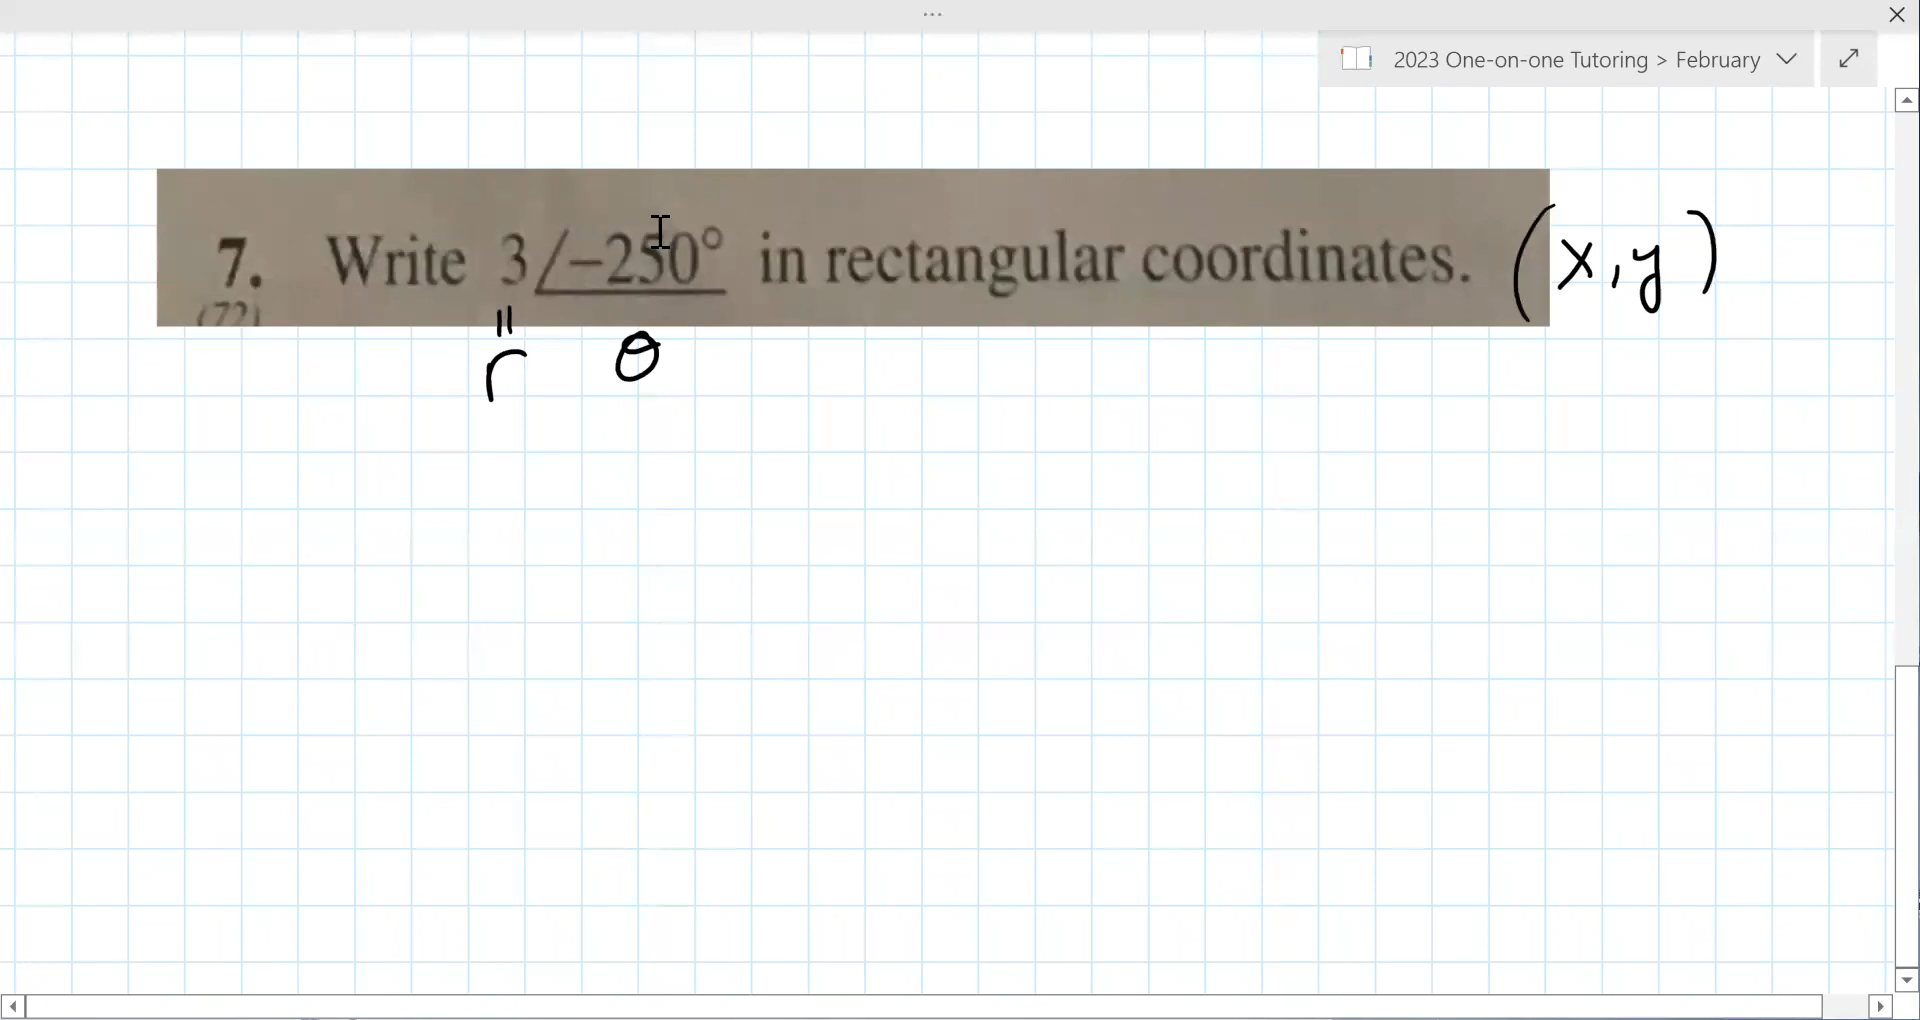 ...
2023 One-on-one Tutoring > February
7. Write 3/−250° in rectangular coordinates. (x,y)
(72)
"
r θ